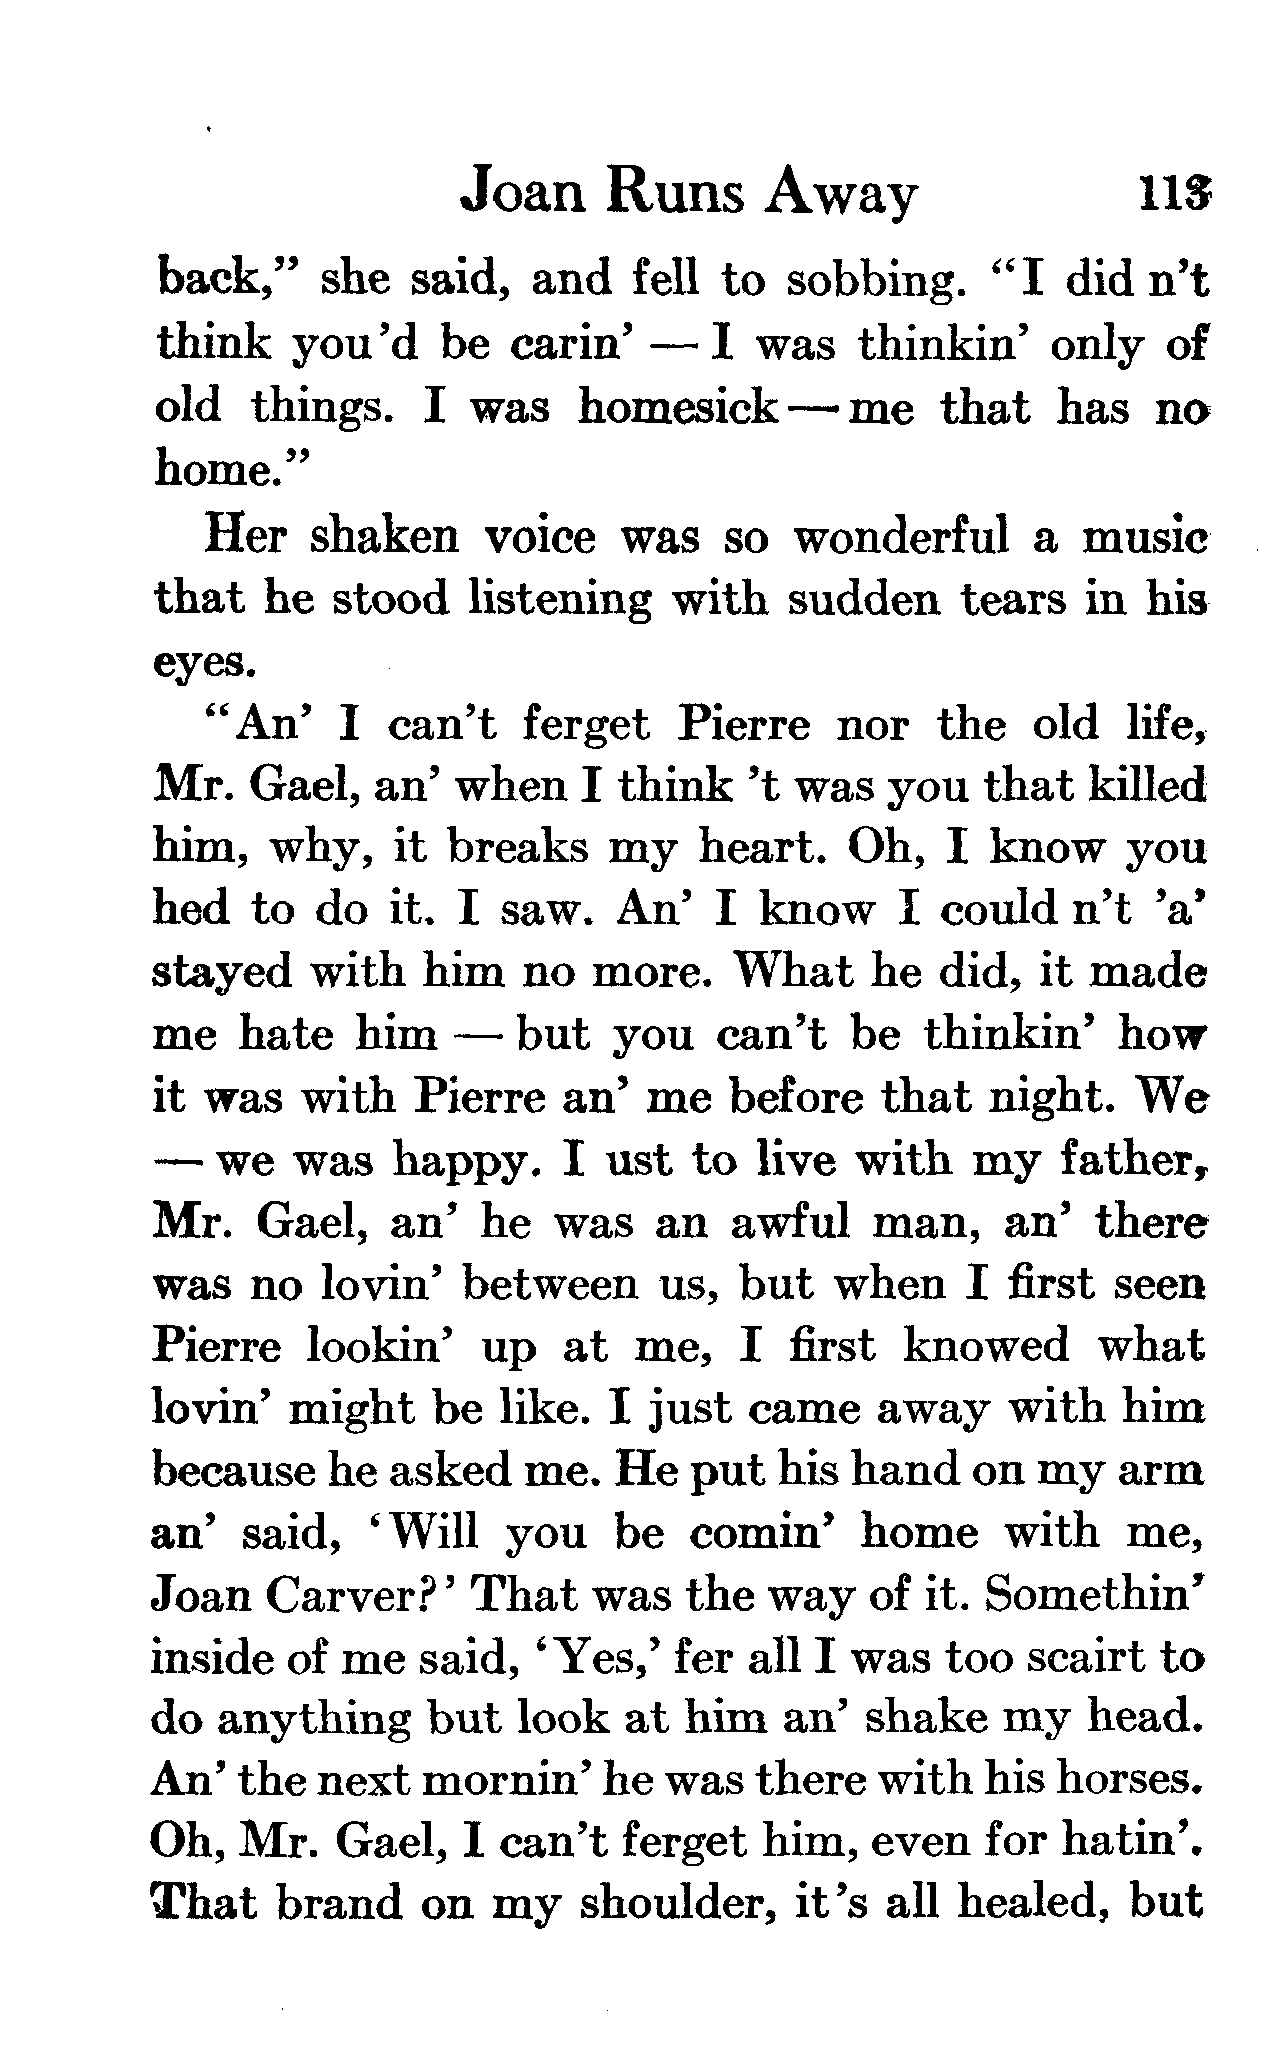 Joan Runs Away 113
back,” she said, and fell to sobbing. “I did n’t
think you’d be carin’ — I was thinkin’ only of
old things. I was homesick — me that has no
home.”
Her shaken voice was so wonderful a music
that he stood listening with sudden tears in his
eyes.
“An’ I can’t ferget Pierre nor the old life,
Mr. Gael, an’ when I think ’t was you that killed
him, why, it breaks my heart. Oh, I know you
hed to do it. I saw. An’ I know I could n’t ’a’
stayed with him no more. What he did, it made
me hate him — but you can’t be thinkin’ how
it was with Pierre an’ me before that night. We
— we was happy. I ust to live with my father,
Mr. Gael, an’ he was an awful man, an’ there
was no lovin’ between us, but when I first seen
Pierre lookin’ up at me, I first knowed what
lovin’ might be like. I just came away with him
because he asked me. He put his hand on my arm
an’ said, ‘Will you be comin’ home with me,
Joan Carver?’ That was the way of it. Somethin’
inside of me said, ‘Yes,’ fer all I was too scairt to
do anything but look at him an’ shake my head.
An’ the next mornin’ he was there with his horses.
Oh, Mr. Gael, I can’t ferget him, even for hatin’.
That brand on my shoulder, it’s all healed, but